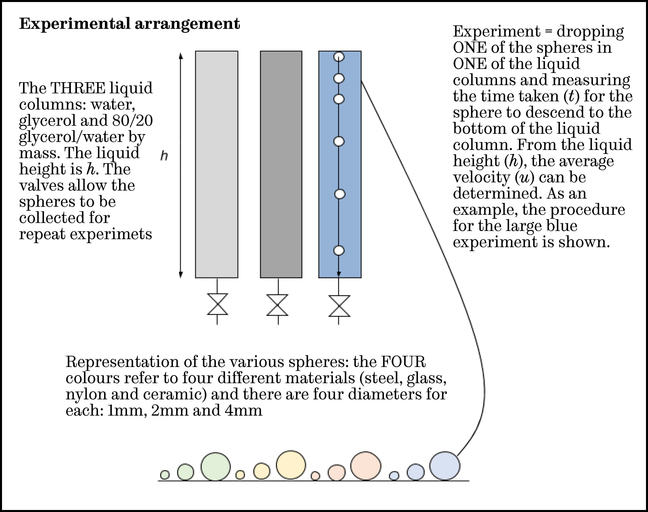 Experimental arrangement
The THREE liquid
columns: water,
glycerol and 80/20
glycerol/water by
mass. The liquid
height is h. The
valves allow the
spheres to be
collected for
repeat experimets
h
Experiment = dropping
ONE of the spheres in
ONE of the liquid
columns and measuring
the time taken (t) for the
sphere to descend to the
bottom of the liquid
column. From the liquid
height (h), the average
velocity (u) can be
determined. As an
example, the procedure
for the large blue
experiment is shown.
Representation of the various spheres: the FOUR
colours refer to four different materials (steel, glass,
nylon and ceramic) and there are four diameters for
each: 1mm, 2mm and 4mm